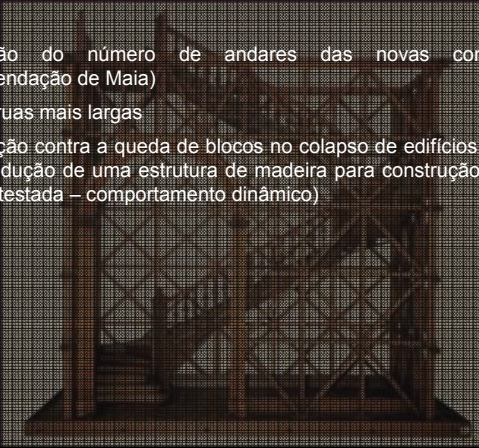 ão do número de andares das novas con
endação de Maia)
ruas mais largas
ção contra a queda de blocos no colapso de edifícios
dução de uma estrutura de madeira para construção
testada – comportamento dinâmico)